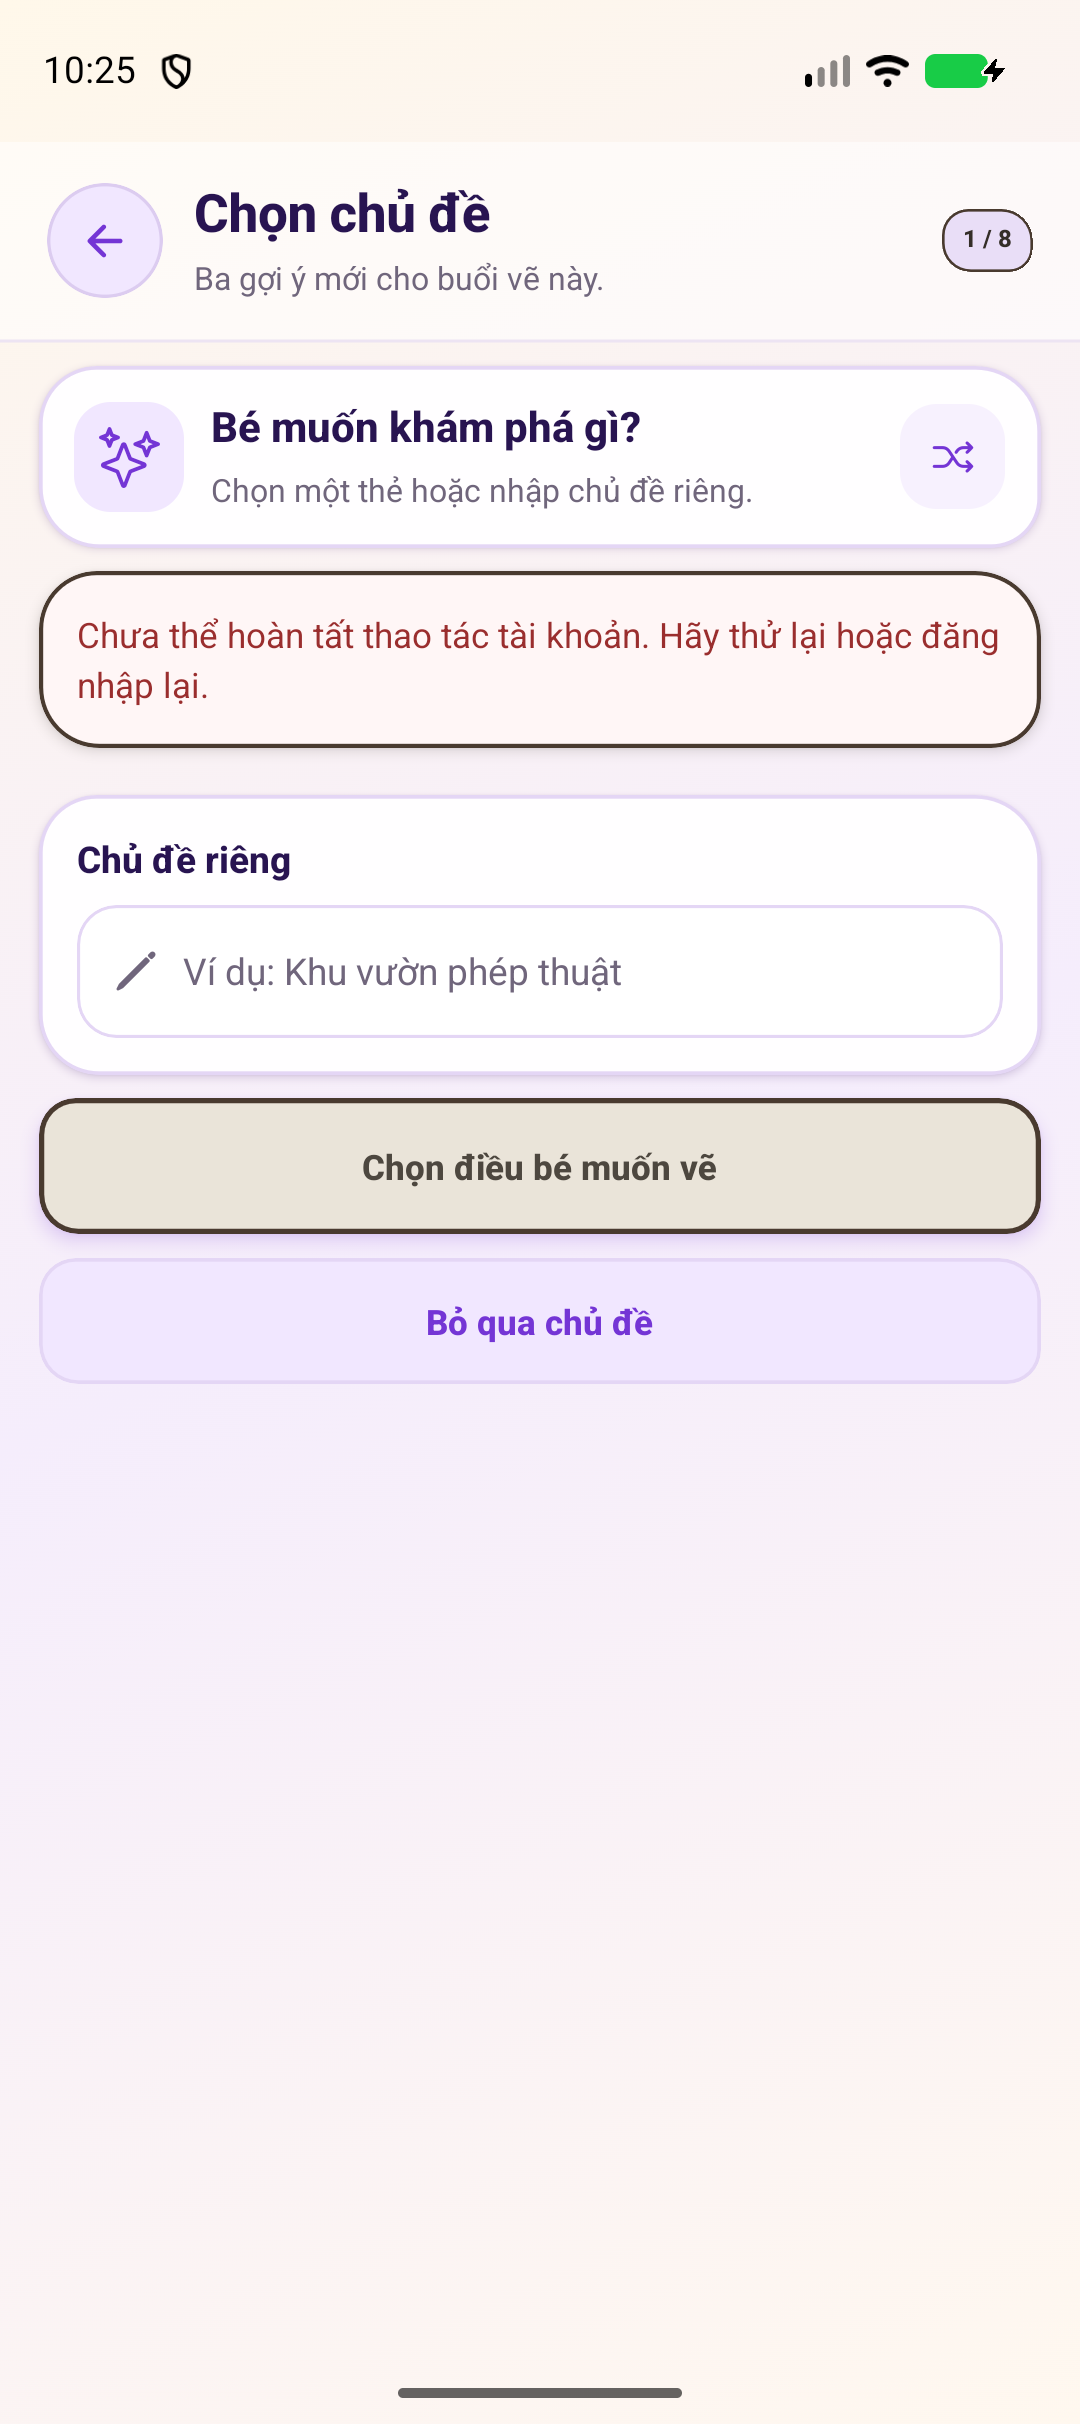 10:25
Chọn chủ đề
Ba gợi ý mới cho buổi vẽ này.
1 / 8
Bé muốn khám phá gì?
Chọn một thẻ hoặc nhập chủ đề riêng.
Chưa thể hoàn tất thao tác tài khoản. Hãy thử lại hoặc đăng
nhập lại.
Chủ đề riêng
Ví dụ: Khu vườn phép thuật
Chọn điều bé muốn vẽ
Bỏ qua chủ đề